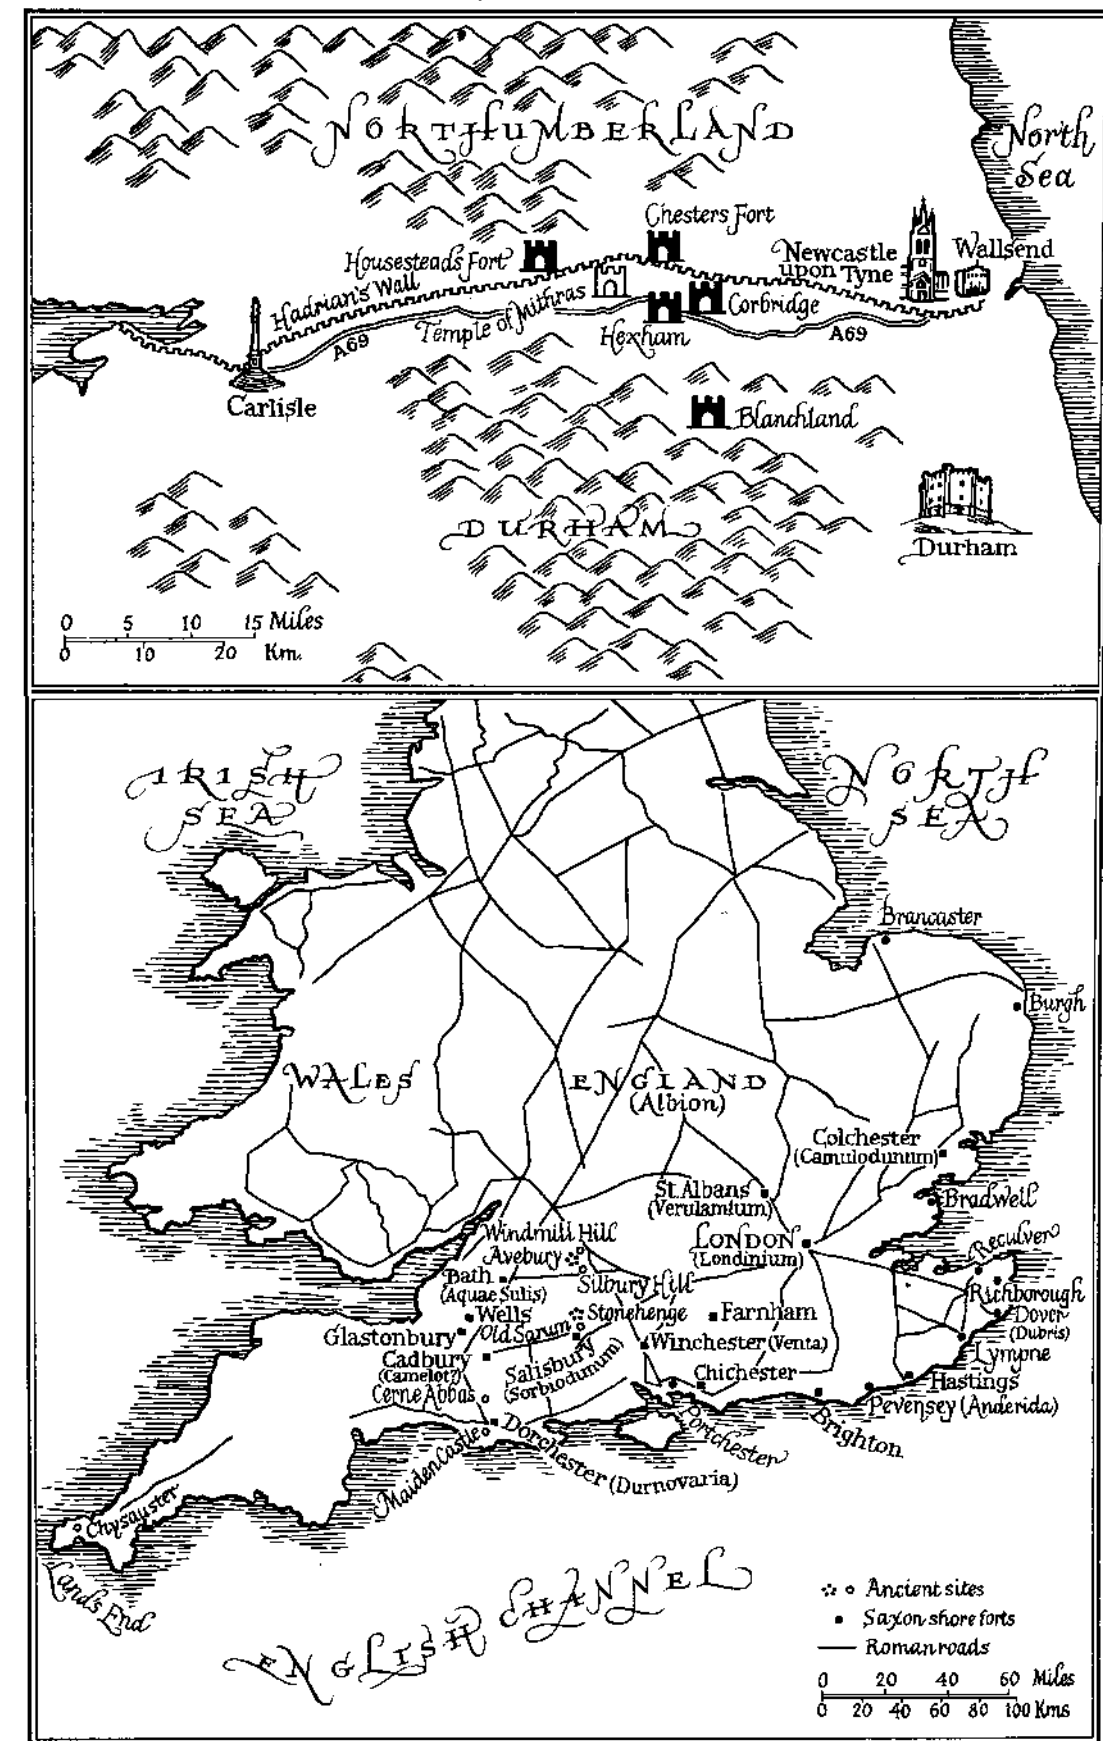 NORTHUMBERLAND
North
Sea
Chesters Fort
Housesteads Fort
Newcastle
upon Tyne
Wallsend
Hadrian's Wall
Temple of Mithras
Corbridge
Hexham
A69
A69
Carlisle
Blanchland
DURHAM
Durham
0 5 10 15 Miles
0 10 20 Km.
IRISH
SEA
NORTH
SEA
Brancaster
Burgh
WALES
ENGLAND
(Albion)
Colchester
(Camulodunum)
St. Albans
(Verulamium)
Bradwell
Windmill Hill
Avebury
LONDON
(Londinium)
Reculver
Bath
(Aquae Sulis)
Silbury Hill
Richborough
Wells
Stonehenge
Farnham
Dover
(Dubris)
Glastonbury
Old Sarum
Winchester (Venta)
Lympne
Cadbury
(Camelot?)
Salisbury
(Sorbiodunum)
Chichester
Hastings
Cerne Abbas
Pevensey (Anderida)
Portchester
Brighton
Maiden Castle
Dorchester (Durnovaria)
Chysauster
Land's End
ENGLISH CHANNEL
Ancient sites
Saxon shore forts
Roman roads
0 20 40 60 Miles
0 20 40 60 80 100 Kms